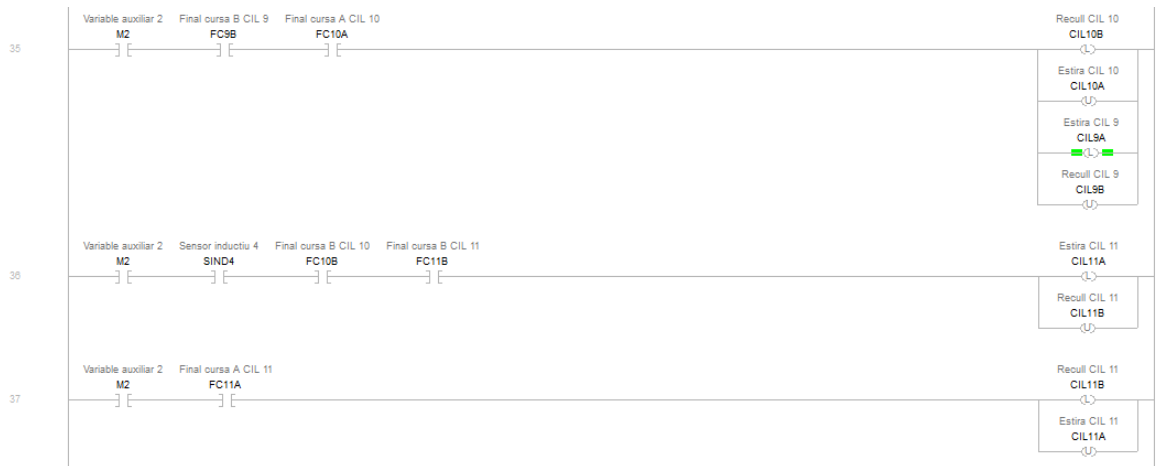 Variable auxiliar 2 Final cursa B CIL 9 Final cursa A CIL 10 Recull CIL 10
M2 FC9B FC10A CIL10B
35 L
Estira CIL 10
CIL10A
U
Estira CIL 9
CIL9A
L
Recull CIL 9
CIL9B
U
Variable auxiliar 2 Sensor inductiu 4 Final cursa B CIL 10 Final cursa B CIL 11 Estira CIL 11
M2 SIND4 FC10B FC11B CIL11A
36 L
Recull CIL 11
CIL11B
U
Variable auxiliar 2 Final cursa A CIL 11 Recull CIL 11
M2 FC11A CIL11B
37 L
Estira CIL 11
CIL11A
U